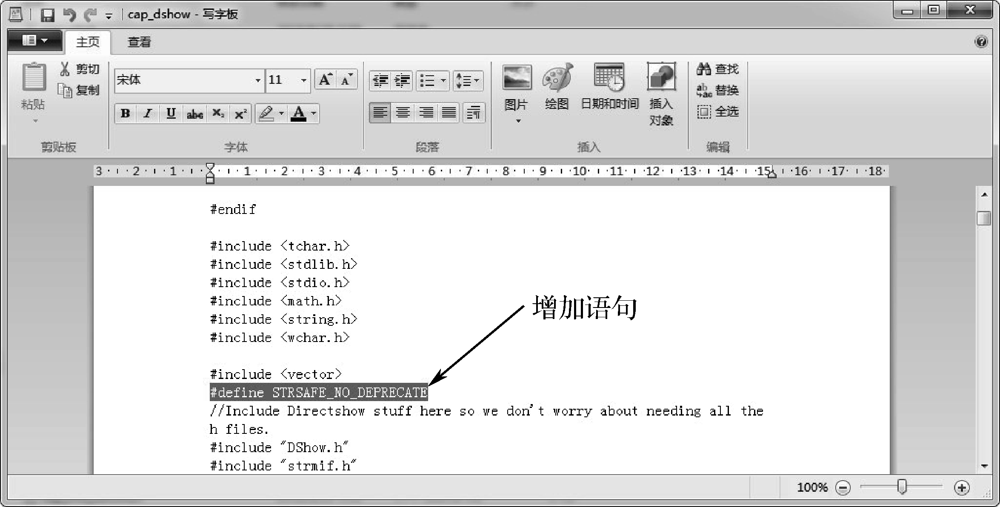 cap_dshow - 写字板
主页 查看
粘贴
剪切
复制
剪贴板
宋体 11 A A
B I U abc X₂ X²
A
字体
段落
图片
绘图
日期和时间
插入
对象
插入
查找
替换
全选
编辑
3 2 1 1 2 3 4 5 6 7 8 9 10 11 12 13 14 15 16 17 18
#endif
#include <tchar.h>
#include <stdlib.h>
#include <stdio.h>
#include <math.h>
#include <string.h>
#include <wchar.h>
增加语句
#include <vector>
#define STRSAFE_NO_DEPRECATE
//Include Directshow stuff here so we don't worry about needing all the
h files.
#include "DShow.h"
#include "strmif.h"
100%